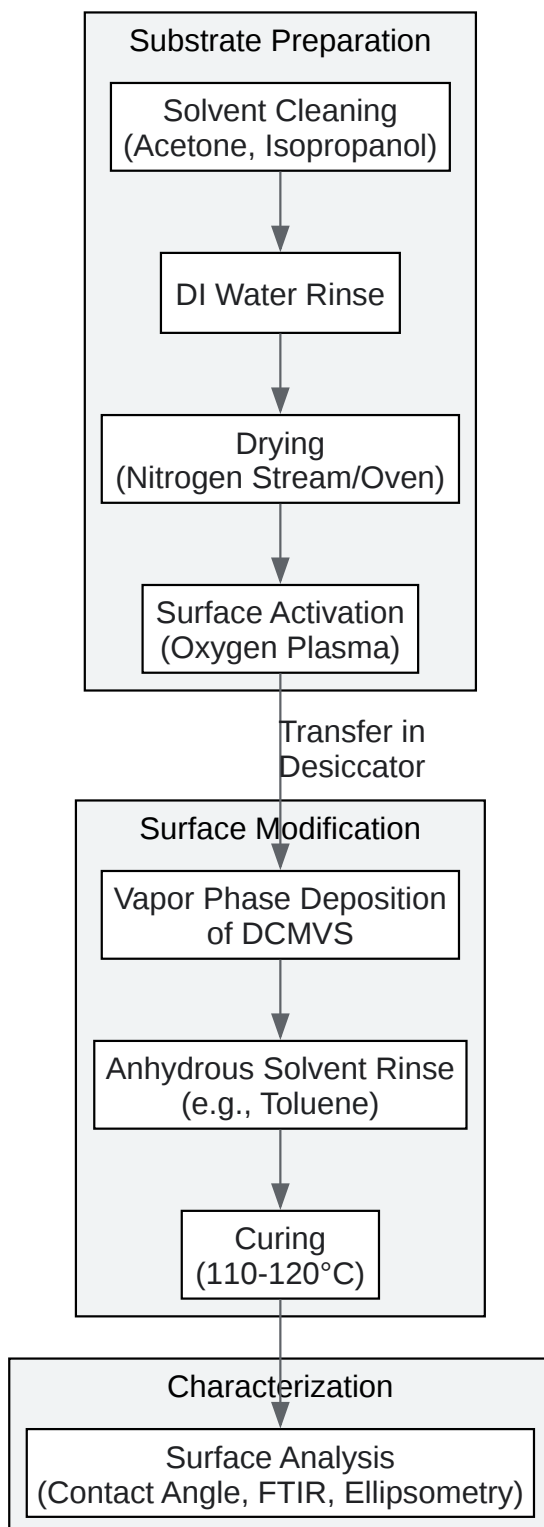 Substrate Preparation
Solvent Cleaning
(Acetone, Isopropanol)
DI Water Rinse
Drying
(Nitrogen Stream/Oven)
Surface Activation
(Oxygen Plasma)
Transfer in
Desiccator
Surface Modification
Vapor Phase Deposition
of DCMVS
Anhydrous Solvent Rinse
(e.g., Toluene)
Curing
(110-120°C)
Characterization
Surface Analysis
(Contact Angle, FTIR, Ellipsometry)